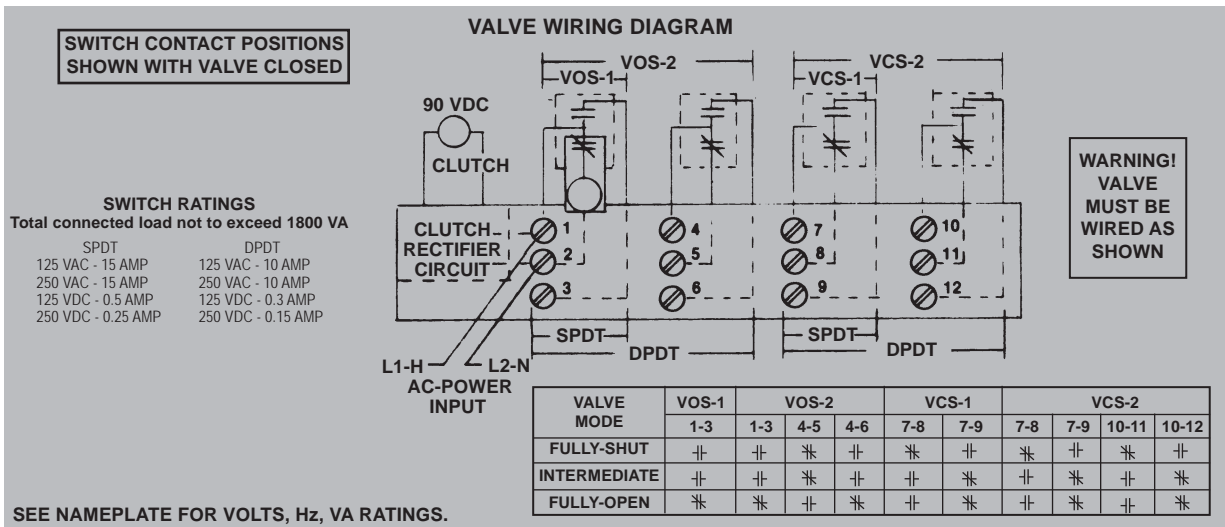 VALVE WIRING DIAGRAM
SWITCH CONTACT POSITIONS
SHOWN WITH VALVE CLOSED
VOS-2
VOS-1
VCS-2
VCS-1
90 VDC
CLUTCH
WARNING!
VALVE
MUST BE
WIRED AS
SHOWN
SWITCH RATINGS
Total connected load not to exceed 1800 VA
SPDT DPDT
125 VAC - 15 AMP 125 VAC - 10 AMP
250 VAC - 15 AMP 250 VAC - 10 AMP
125 VDC - 0.5 AMP 125 VDC - 0.3 AMP
250 VDC - 0.25 AMP 250 VDC - 0.15 AMP
CLUTCH
RECTIFIER
CIRCUIT
1 4 7 10
2 5 8 11
3 6 9 12
SPDT SPDT
DPDT DPDT
L1-H L2-N
AC-POWER
INPUT
VALVE MODE VOS-1 VOS-2 VCS-1 VCS-2
1-3 1-3 4-5 4-6 7-8 7-9 7-8 7-9 10-11 10-12
FULLY-SHUT
INTERMEDIATE
FULLY-OPEN
SEE NAMEPLATE FOR VOLTS, Hz, VA RATINGS.